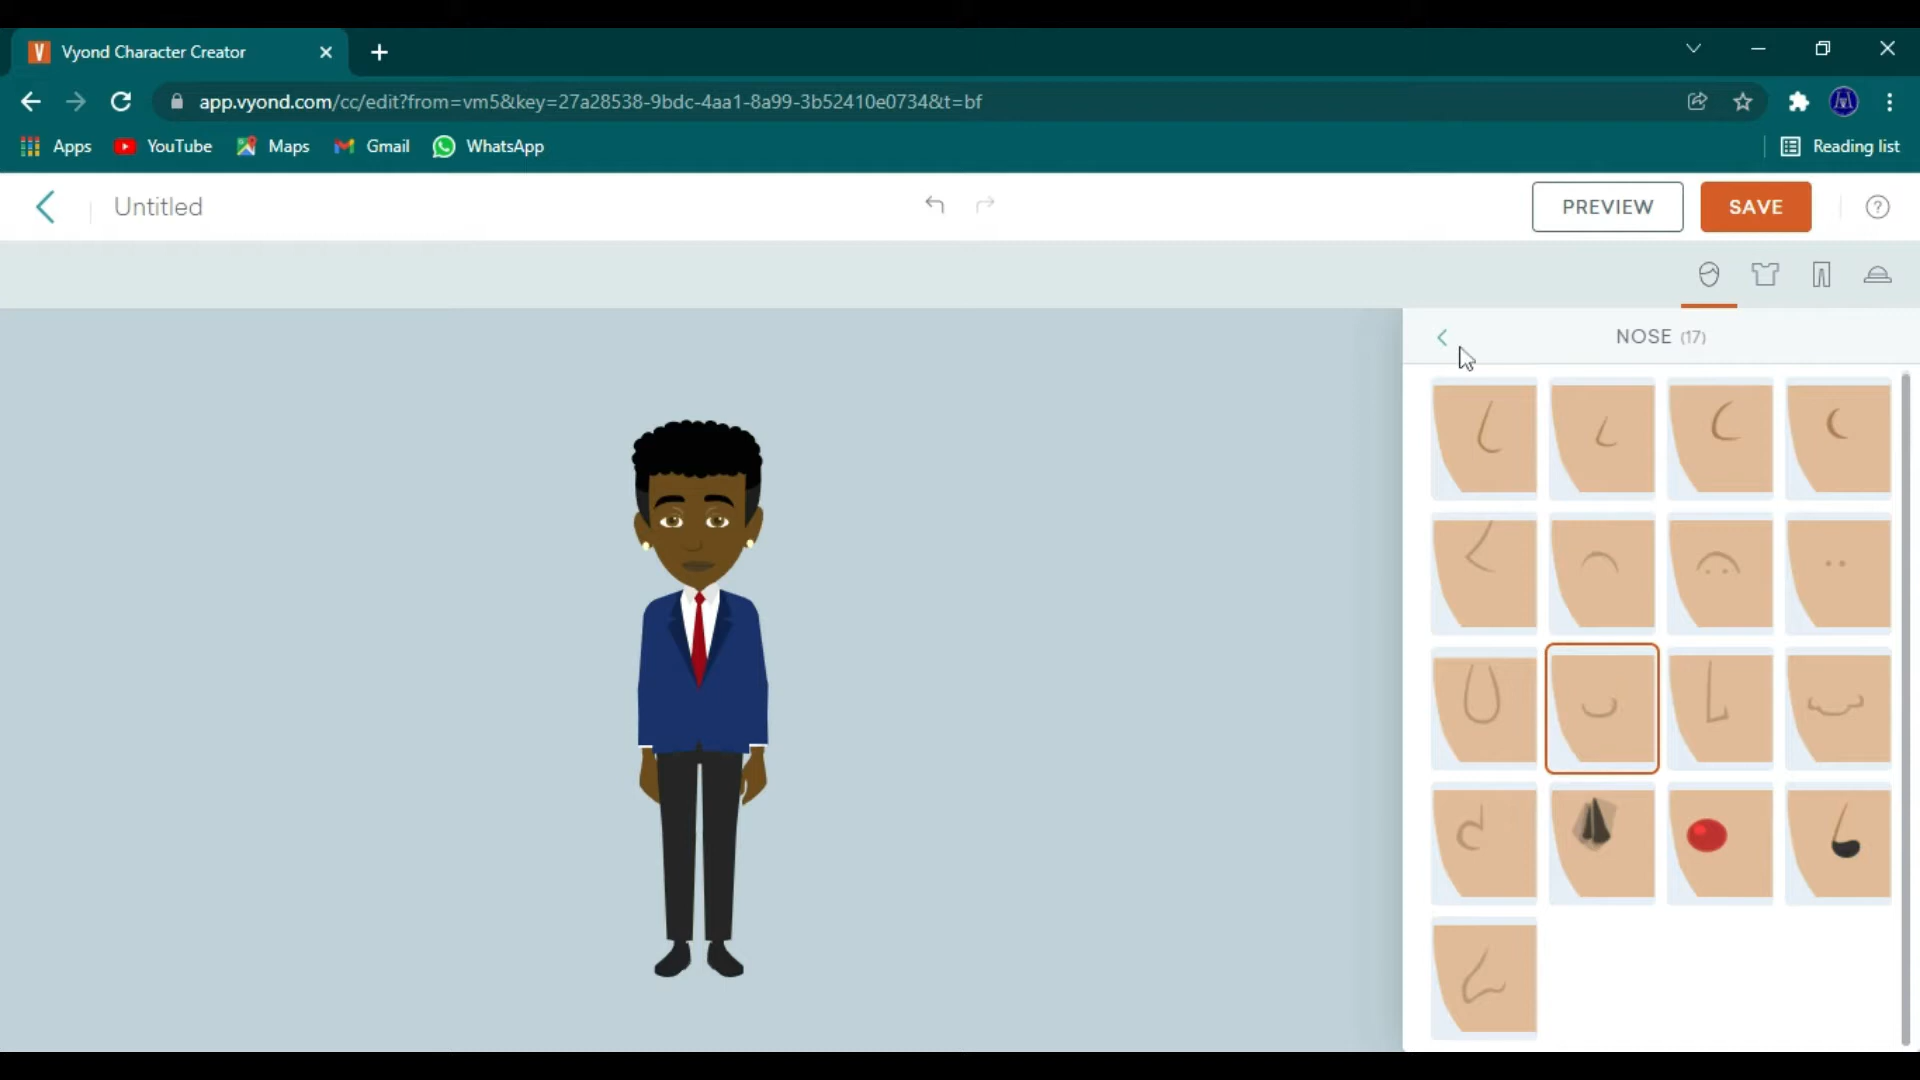 Vyond Character Creator
app.vyond.com/cc/edit?from=vm5&key=27a28538-9bdc-4aa1-8a99-3b52410e0734&t=bf
Apps YouTube Maps Gmail WhatsApp Reading list
Untitled PREVIEW SAVE
NOSE (17)